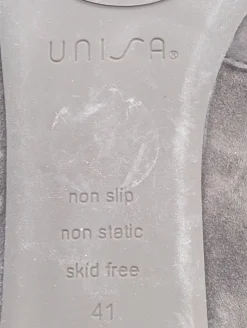 UNISA®
non slip
non static
skid free
41